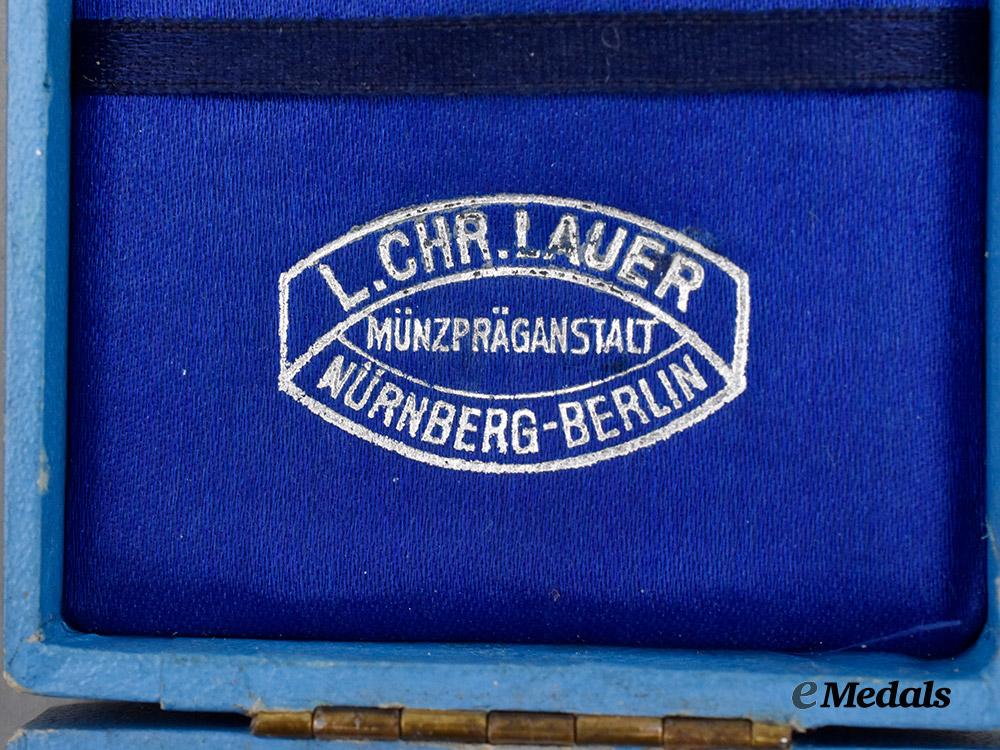 L.CHR.LAUER
MÜNZPRÄGANSTALT
NÜRNBERG-BERLIN
eMedals